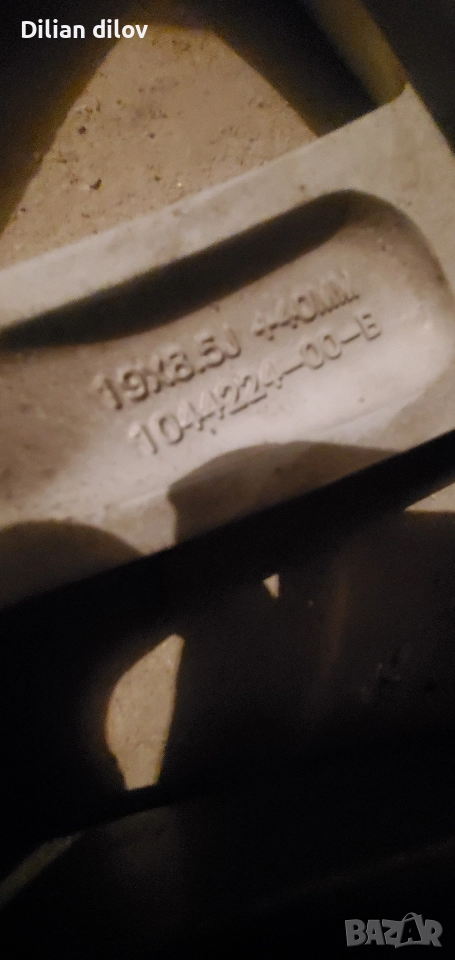 Dilian dilov
19X8.5J +40MM
1044224-00-B
BAZAR